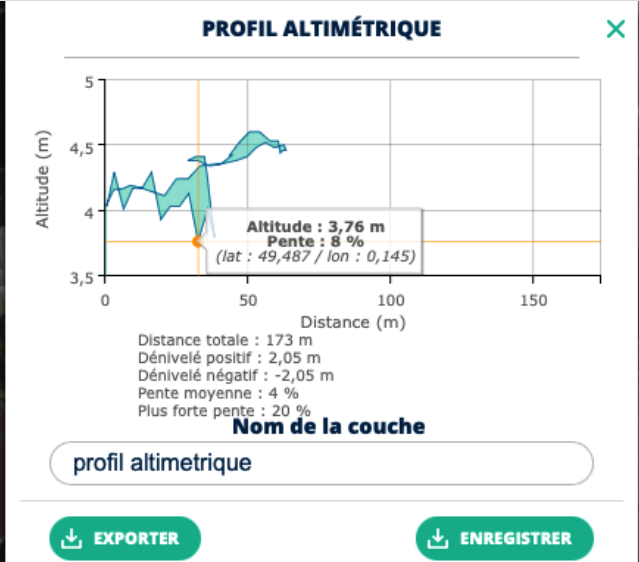 PROFIL ALTIMÉTRIQUE
5
4,5
4
3,5
Altitude (m)
Altitude : 3,76 m
Pente : 8 %
(lat : 49,487 / lon : 0,145)
0 50 100 150
Distance (m)
Distance totale : 173 m
Dénivelé positif : 2,05 m
Dénivelé négatif : -2,05 m
Pente moyenne : 4 %
Plus forte pente : 20 %
Nom de la couche
profil altimetrique
EXPORTER
ENREGISTRER